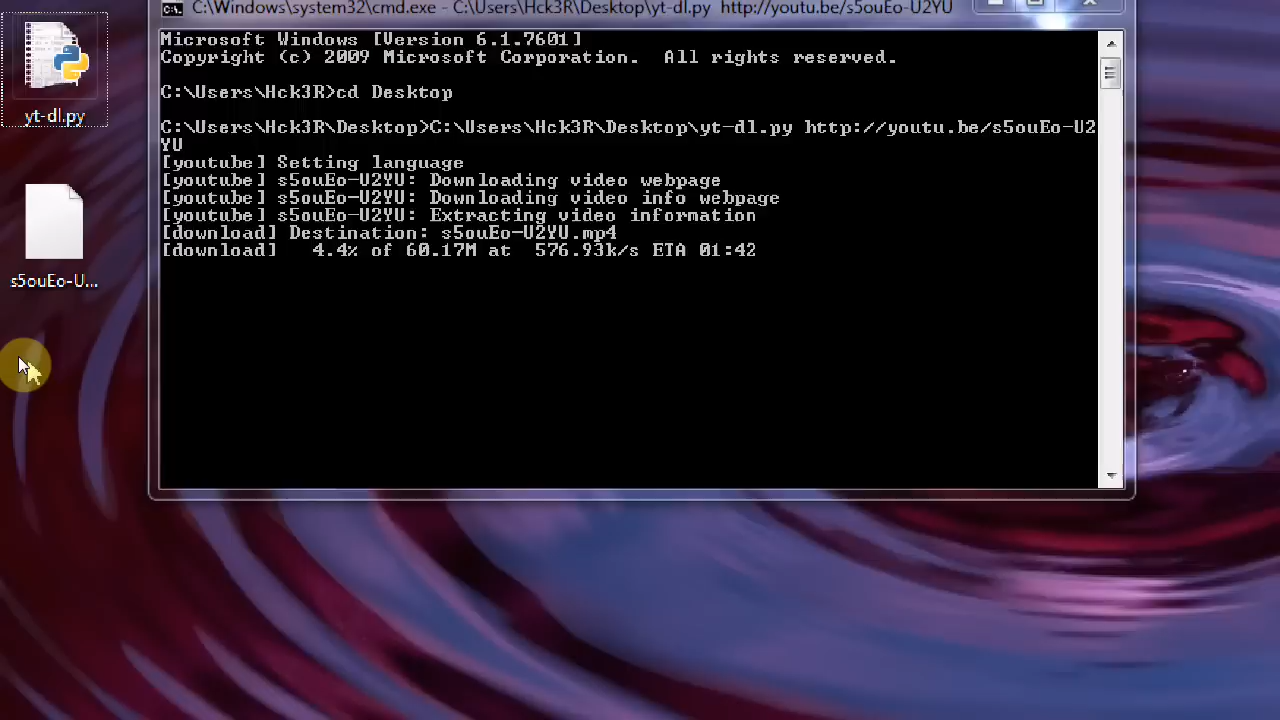 C:\Windows\system32\cmd.exe - C:\Users\Hck3R\Desktop\yt-dl.py  http://youtu.be/s5ouEo-U2YU
Microsoft Windows [Version 6.1.7601]
Copyright (c) 2009 Microsoft Corporation.  All rights reserved.
C:\Users\Hck3R>cd Desktop
C:\Users\Hck3R\Desktop>C:\Users\Hck3R\Desktop\yt-dl.py http://youtu.be/s5ouEo-U2
YU
[youtube] Setting language
[youtube] s5ouEo-U2YU: Downloading video webpage
[youtube] s5ouEo-U2YU: Downloading video info webpage
[youtube] s5ouEo-U2YU: Extracting video information
[download] Destination: s5ouEo-U2YU.mp4
[download]   4.4% of 60.17M at  576.93k/s ETA 01:42
yt-dl.py
s5ouEo-U...